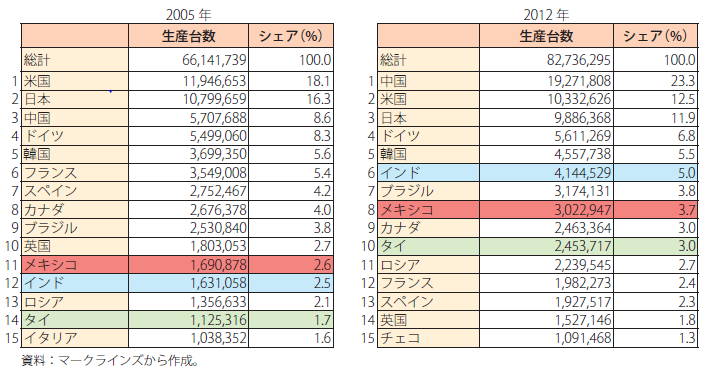 2005 年
生産台数 シェア（%）
総計 66,141,739 100.0
1 米国 11,946,653 18.1
2 日本 10,799,659 16.3
3 中国 5,707,688 8.6
4 ドイツ 5,499,060 8.3
5 韓国 3,699,350 5.6
6 フランス 3,549,008 5.4
7 スペイン 2,752,467 4.2
8 カナダ 2,676,378 4.0
9 ブラジル 2,530,840 3.8
10 英国 1,803,053 2.7
11 メキシコ 1,690,878 2.6
12 インド 1,631,058 2.5
13 ロシア 1,356,633 2.1
14 タイ 1,125,316 1.7
15 イタリア 1,038,352 1.6
資料：マークラインズから作成。
2012 年
生産台数 シェア（%）
総計 82,736,295 100.0
1 中国 19,271,808 23.3
2 米国 10,332,626 12.5
3 日本 9,886,368 11.9
4 ドイツ 5,611,269 6.8
5 韓国 4,557,738 5.5
6 インド 4,144,529 5.0
7 ブラジル 3,174,131 3.8
8 メキシコ 3,022,947 3.7
9 カナダ 2,463,364 3.0
10 タイ 2,453,717 3.0
11 ロシア 2,239,545 2.7
12 フランス 1,982,273 2.4
13 スペイン 1,927,517 2.3
14 英国 1,527,146 1.8
15 チェコ 1,091,468 1.3